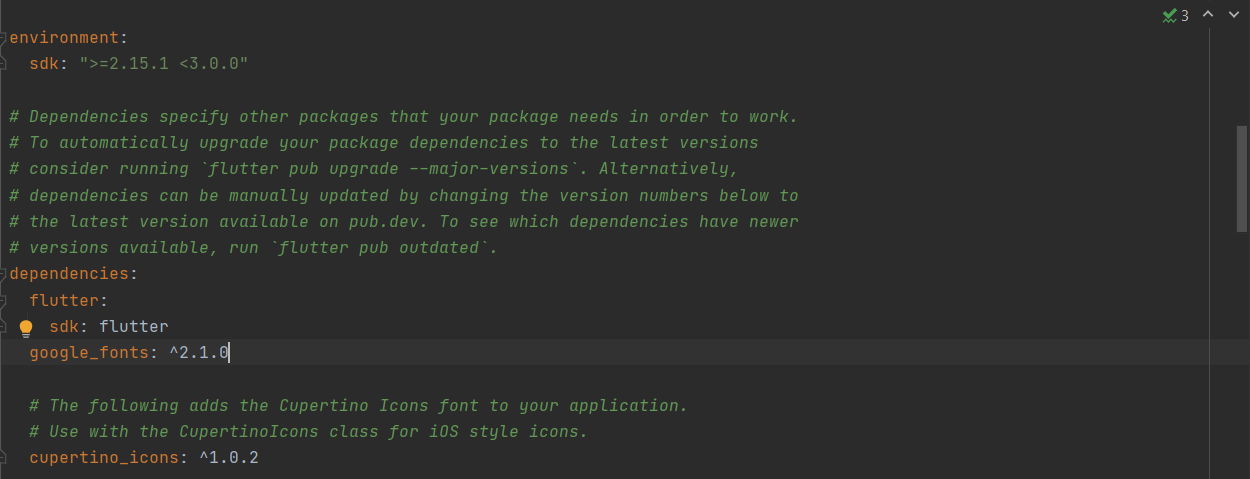 3
environment:
  sdk: ">=2.15.1 <3.0.0"
# Dependencies specify other packages that your package needs in order to work.
# To automatically upgrade your package dependencies to the latest versions
# consider running `flutter pub upgrade --major-versions`. Alternatively,
# dependencies can be manually updated by changing the version numbers below to
# the latest version available on pub.dev. To see which dependencies have newer
# versions available, run `flutter pub outdated`.
dependencies:
  flutter:
    sdk: flutter
  google_fonts: ^2.1.0
  # The following adds the Cupertino Icons font to your application.
  # Use with the CupertinoIcons class for iOS style icons.
  cupertino_icons: ^1.0.2